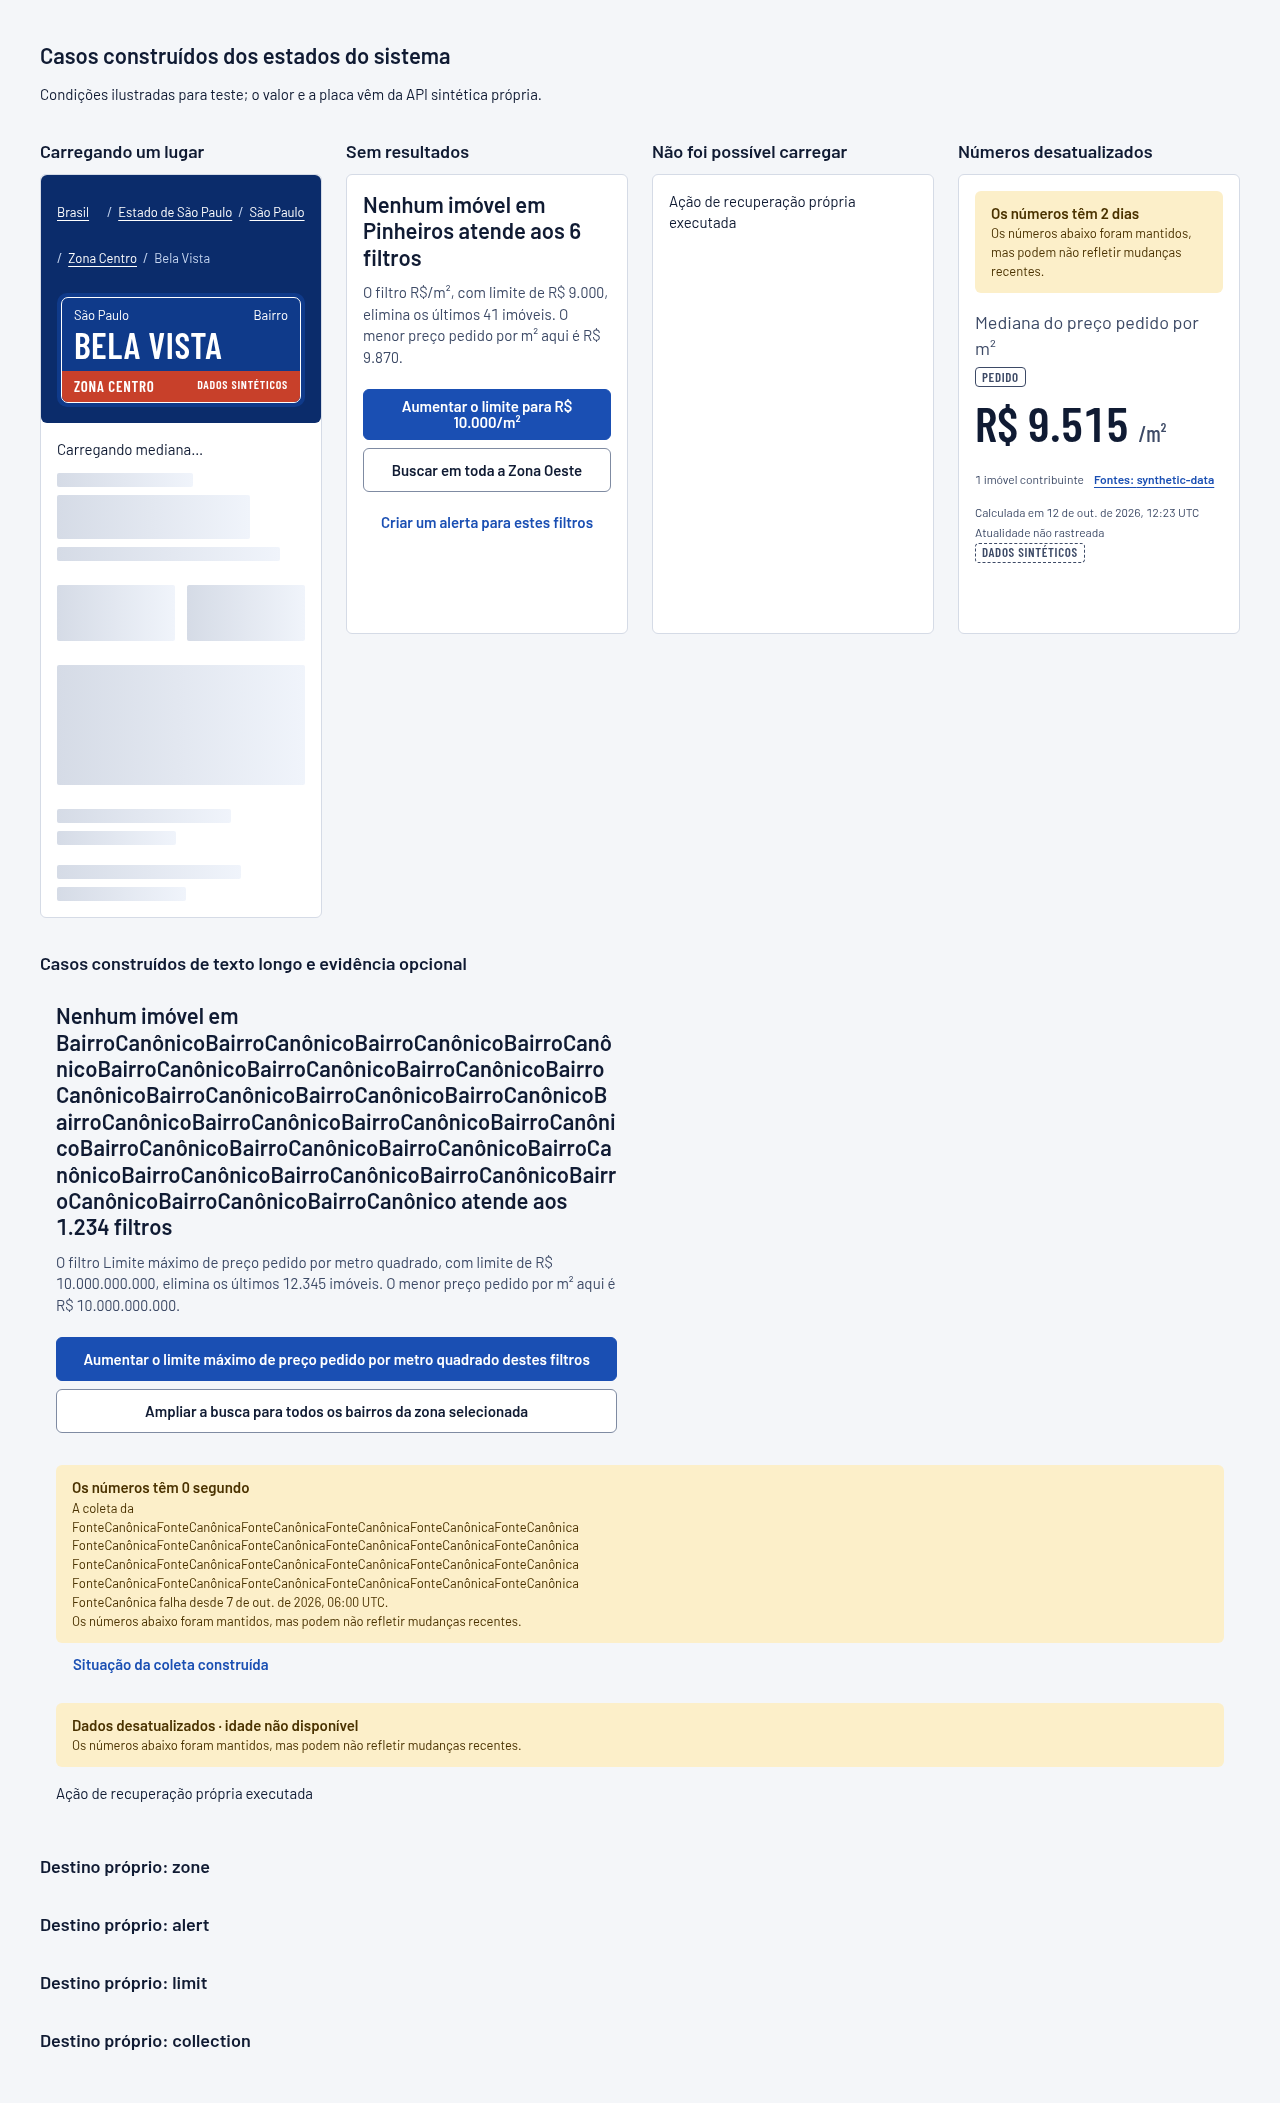 Casos construídos dos estados do sistema
Condições ilustradas para teste; o valor e a placa vêm da API sintética própria.
Carregando um lugar
Brasil / Estado de São Paulo / São Paulo
/ Zona Centro / Bela Vista
São Paulo Bairro
BELA VISTA
ZONA CENTRO DADOS SINTÉTICOS
Carregando mediana...
Sem resultados
Nenhum imóvel em
Pinheiros atende aos 6
filtros
O filtro R$/m², com limite de R$ 9.000,
elimina os últimos 41 imóveis. O
menor preço pedido por m² aqui é R$
9.870.
Aumentar o limite para R$
10.000/m²
Buscar em toda a Zona Oeste
Criar um alerta para estes filtros
Não foi possível carregar
Ação de recuperação própria
executada
Números desatualizados
Os números têm 2 dias
Os números abaixo foram mantidos,
mas podem não refletir mudanças
recentes.
Mediana do preço pedido por
m²
PEDIDO
R$ 9.515 /m²
1 imóvel contribuinte Fontes: synthetic-data
Calculada em 12 de out. de 2026, 12:23 UTC
Atualidade não rastreada
DADOS SINTÉTICOS
Casos construídos de texto longo e evidência opcional
Nenhum imóvel em
BairroCanônicoBairroCanônicoBairroCanônicoBairroCanô
nicoBairroCanônicoBairroCanônicoBairroCanônicoBairro
CanônicoBairroCanônicoBairroCanônicoBairroCanônicoB
airroCanônicoBairroCanônicoBairroCanônicoBairroCanôni
coBairroCanônicoBairroCanônicoBairroCanônicoBairroCa
nônicoBairroCanônicoBairroCanônicoBairroCanônicoBairr
oCanônicoBairroCanônicoBairroCanônico atende aos
1.234 filtros
O filtro Limite máximo de preço pedido por metro quadrado, com limite de R$
10.000.000.000, elimina os últimos 12.345 imóveis. O menor preço pedido por m² aqui é
R$ 10.000.000.000.
Aumentar o limite máximo de preço pedido por metro quadrado destes filtros
Ampliar a busca para todos os bairros da zona selecionada
Os números têm 0 segundo
A coleta da
FonteCanônicaFonteCanônicaFonteCanônicaFonteCanônicaFonteCanônicaFonteCanônica
FonteCanônicaFonteCanônicaFonteCanônicaFonteCanônicaFonteCanônicaFonteCanônica
FonteCanônicaFonteCanônicaFonteCanônicaFonteCanônicaFonteCanônicaFonteCanônica
FonteCanônicaFonteCanônicaFonteCanônicaFonteCanônicaFonteCanônicaFonteCanônica
FonteCanônica falha desde 7 de out. de 2026, 06:00 UTC.
Os números abaixo foram mantidos, mas podem não refletir mudanças recentes.
Situação da coleta construída
Dados desatualizados · idade não disponível
Os números abaixo foram mantidos, mas podem não refletir mudanças recentes.
Ação de recuperação própria executada
Destino próprio: zone
Destino próprio: alert
Destino próprio: limit
Destino próprio: collection